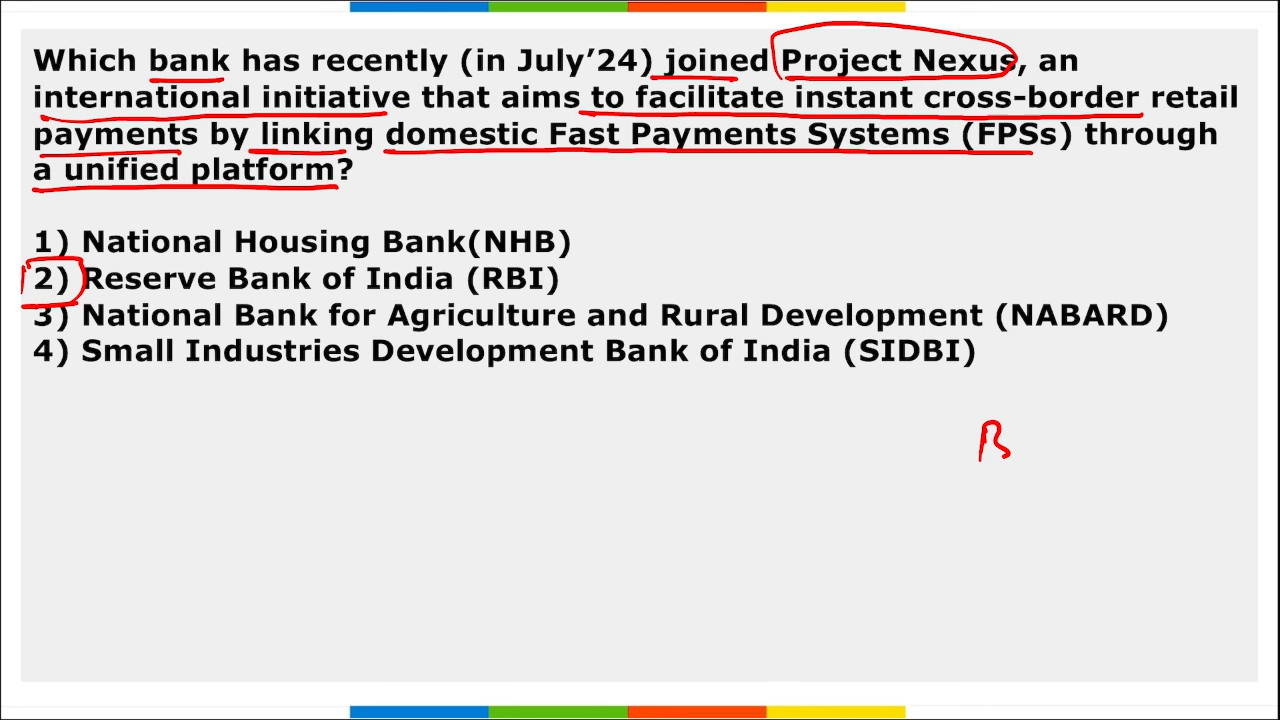 Which bank has recently (in July’24) joined Project Nexus, an
international initiative that aims to facilitate instant cross-border retail
payments by linking domestic Fast Payments Systems (FPSs) through
a unified platform?
1) National Housing Bank(NHB)
2) Reserve Bank of India (RBI)
3) National Bank for Agriculture and Rural Development (NABARD)
4) Small Industries Development Bank of India (SIDBI)